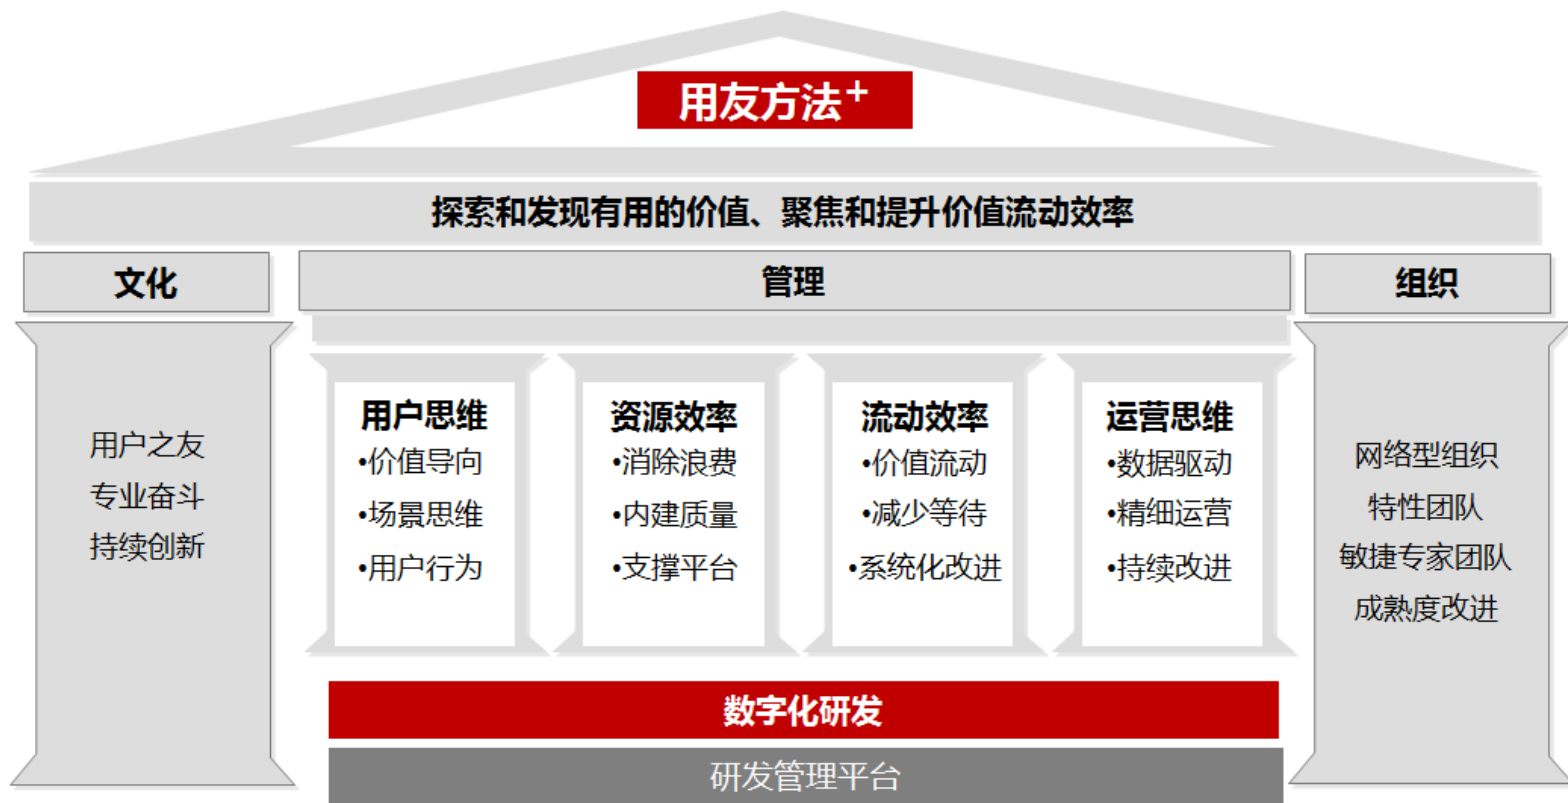 用友方法+
探索和发现有用的价值、聚焦和提升价值流动效率
文化
用户之友
专业奋斗
持续创新
管理
用户思维
•价值导向
•场景思维
•用户行为
资源效率
•消除浪费
•内建质量
•支撑平台
流动效率
•价值流动
•减少等待
•系统化改进
运营思维
•数据驱动
•精细运营
•持续改进
组织
网络型组织
特性团队
敏捷专家团队
成熟度改进
数字化研发
研发管理平台